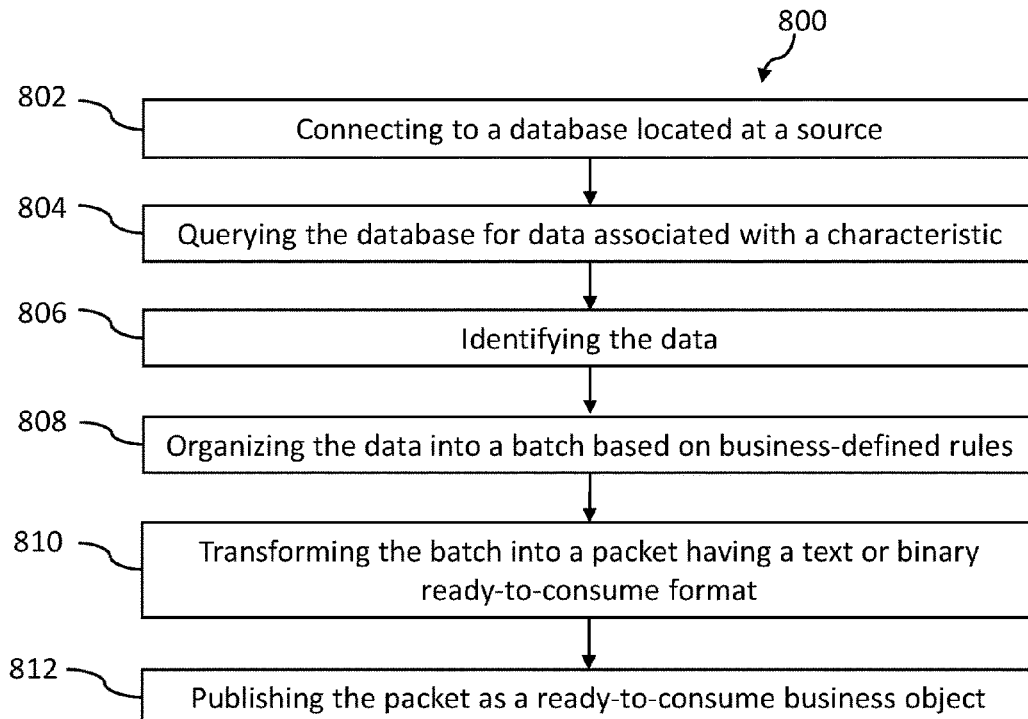 800
802
Connecting to a database located at a source
804
Querying the database for data associated with a characteristic
806
Identifying the data
808
Organizing the data into a batch based on business-defined rules
810
Transforming the batch into a packet having a text or binary
ready-to-consume format
812
Publishing the packet as a ready-to-consume business object